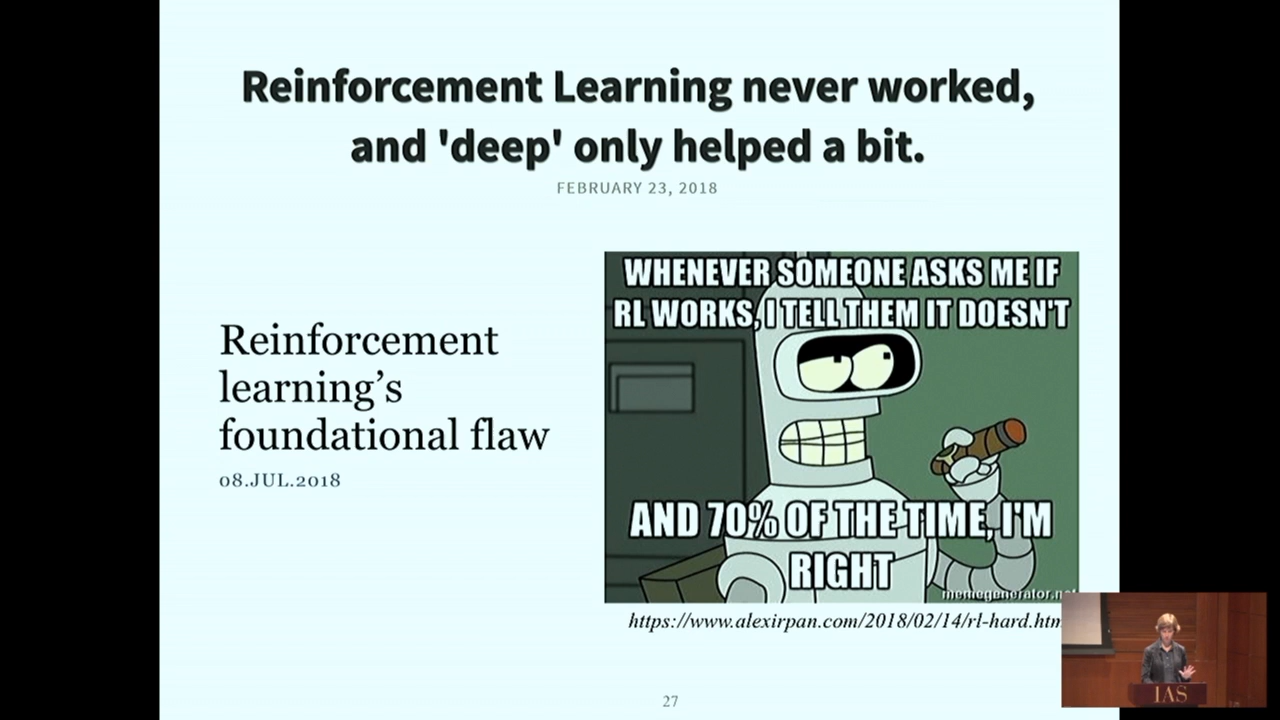 Reinforcement Learning never worked,
and 'deep' only helped a bit.
FEBRUARY 23, 2018
Reinforcement
learning’s
foundational flaw
08.JUL.2018
WHENEVER SOMEONE ASKS ME IF
RL WORKS, I TELL THEM IT DOESN'T
AND 70% OF THE TIME, I'M
RIGHT
memegenerator.net
https://www.alexirpan.com/2018/02/14/rl-hard.htm
27
IAS